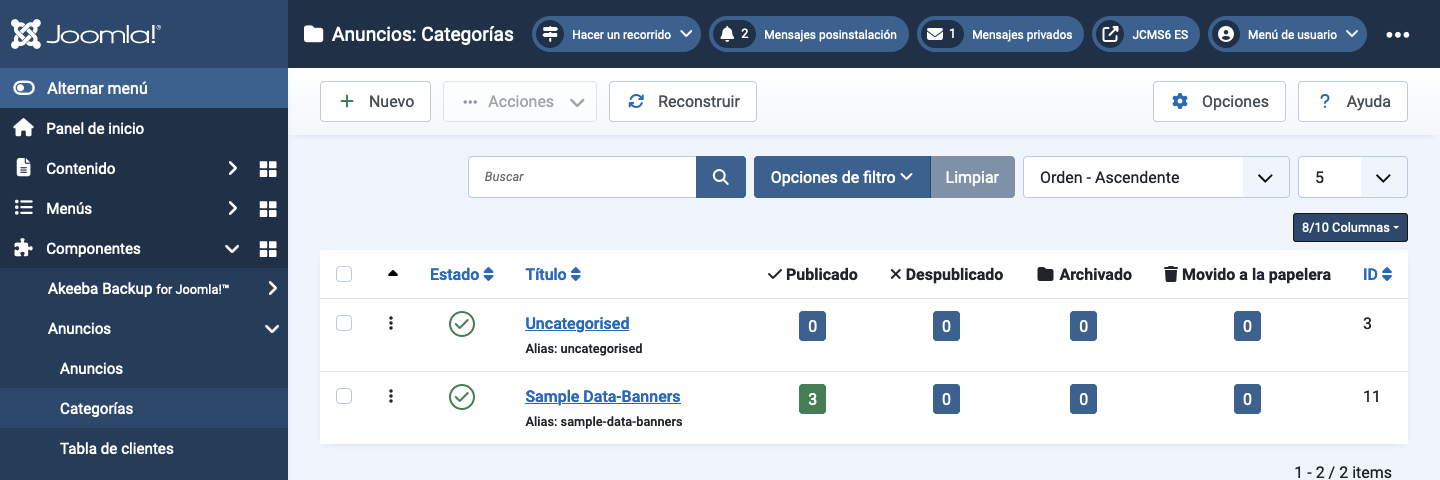 Joomla!®
Anuncios: Categorías
Hacer un recorrido
2 Mensajes posinstalación
1 Mensajes privados
JCMS6 ES
Menú de usuario
Alternar menú
Panel de inicio
Contenido
Menús
Componentes
Akeeba Backup for Joomla!™
Anuncios
Anuncios
Categorías
Tabla de clientes
Nuevo
Acciones
Reconstruir
Opciones
? Ayuda
Buscar
Opciones de filtro
Limpiar
Orden - Ascendente
5
8/10 Columnas
Estado Título Publicado Despublicado Archivado Movido a la papelera ID
Uncategorised 0 0 0 0 3
Alias: uncategorised
Sample Data-Banners 3 0 0 0 11
Alias: sample-data-banners
1 - 2 / 2 items